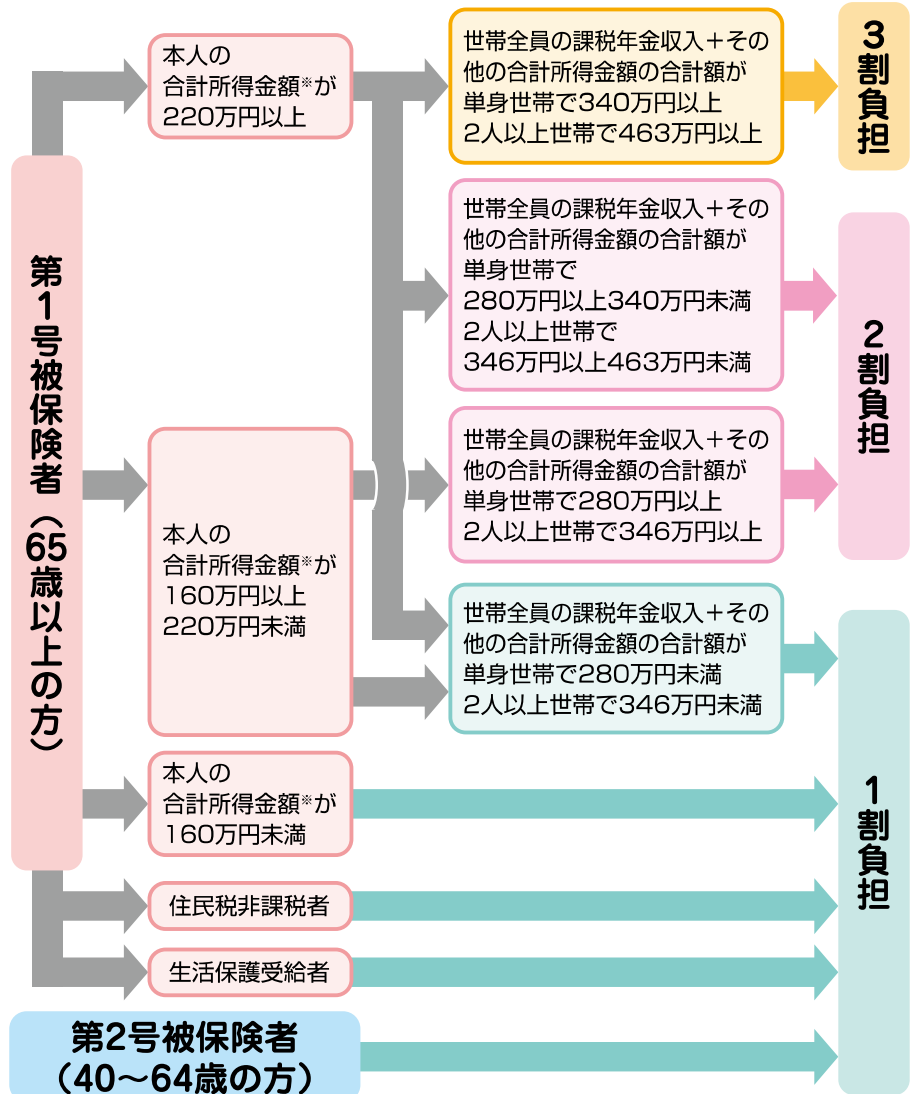 第1号被保険者（65歳以上の方）
本人の
合計所得金額※が
220万円以上
世帯全員の課税年金収入＋その
他の合計所得金額の合計額が
単身世帯で340万円以上
2人以上世帯で463万円以上
3割負担
世帯全員の課税年金収入＋その
他の合計所得金額の合計額が
単身世帯で
280万円以上340万円未満
2人以上世帯で
346万円以上463万円未満
2割負担
本人の
合計所得金額※が
160万円以上
220万円未満
世帯全員の課税年金収入＋その
他の合計所得金額の合計額が
単身世帯で280万円以上
2人以上世帯で346万円以上
世帯全員の課税年金収入＋その
他の合計所得金額の合計額が
単身世帯で280万円未満
2人以上世帯で346万円未満
1割負担
本人の
合計所得金額※が
160万円未満
住民税非課税者
生活保護受給者
第2号被保険者
（40～64歳の方）